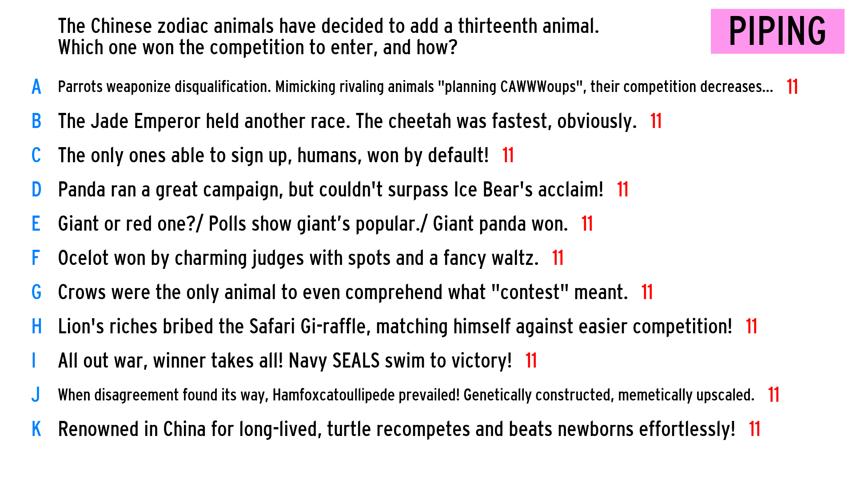 The Chinese zodiac animals have decided to add a thirteenth animal.
Which one won the competition to enter, and how?
PIPING
A Parrots weaponize disqualification. Mimicking rivaling animals "planning CAWWWoups", their competition decreases... 11
B The Jade Emperor held another race. The cheetah was fastest, obviously. 11
C The only ones able to sign up, humans, won by default! 11
D Panda ran a great campaign, but couldn't surpass Ice Bear's acclaim! 11
E Giant or red one?/ Polls show giant’s popular./ Giant panda won. 11
F Ocelot won by charming judges with spots and a fancy waltz. 11
G Crows were the only animal to even comprehend what "contest" meant. 11
H Lion's riches bribed the Safari Gi-raffle, matching himself against easier competition! 11
I All out war, winner takes all! Navy SEALS swim to victory! 11
J When disagreement found its way, Hamfoxcatoullipede prevailed! Genetically constructed, memetically upscaled. 11
K Renowned in China for long-lived, turtle recompetes and beats newborns effortlessly! 11